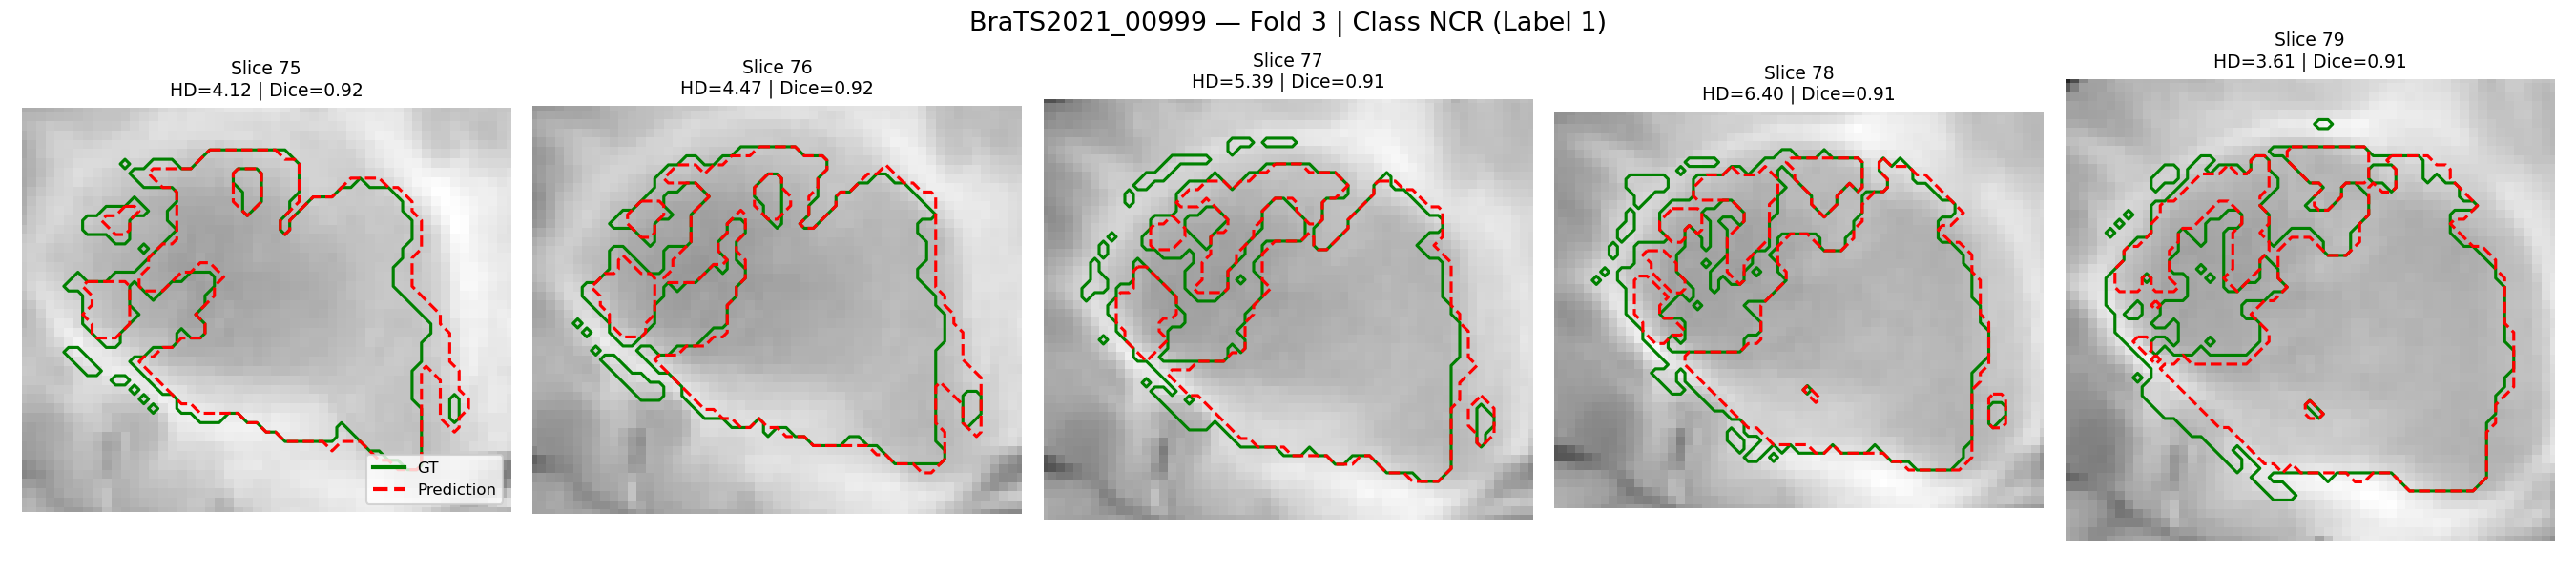 BraTS2021_00999 — Fold 3 | Class NCR (Label 1)
Slice 75
HD=4.12 | Dice=0.92
Slice 76
HD=4.47 | Dice=0.92
Slice 77
HD=5.39 | Dice=0.91
Slice 78
HD=6.40 | Dice=0.91
Slice 79
HD=3.61 | Dice=0.91
GT
Prediction